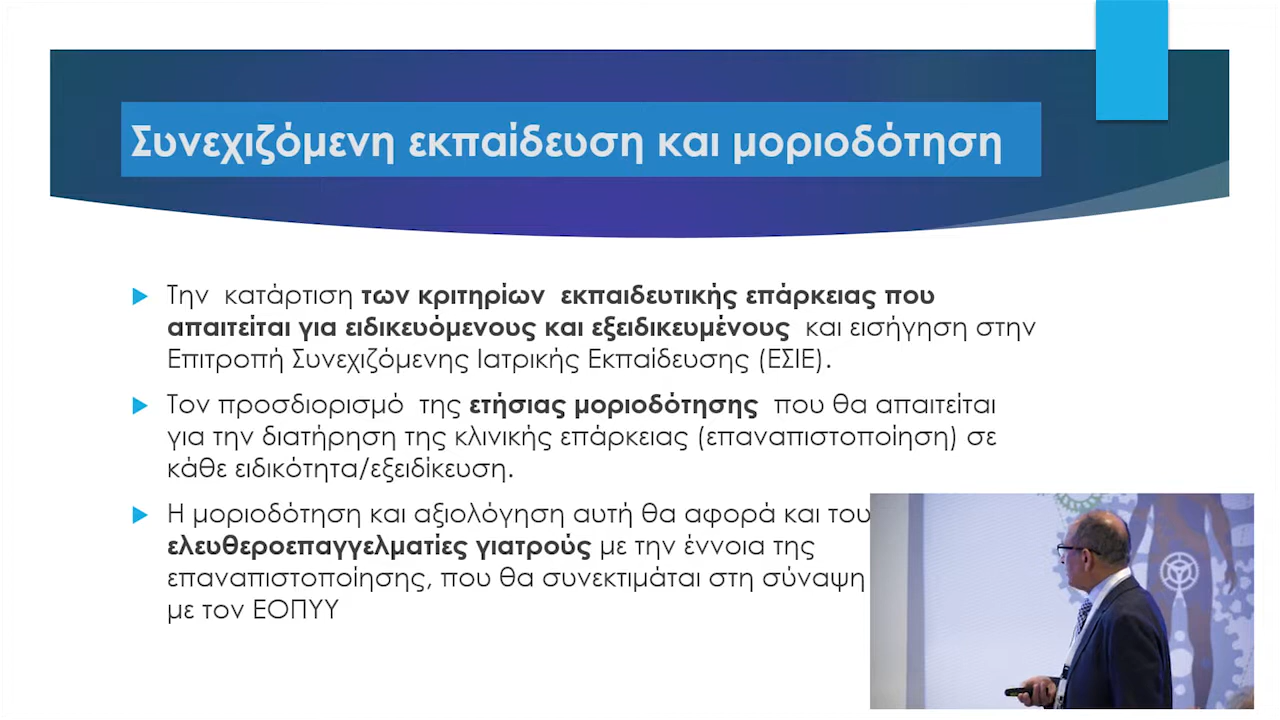 Συνεχιζόμενη εκπαίδευση και μοριοδότηση
Την κατάρτιση των κριτηρίων εκπαιδευτικής επάρκειας που
απαιτείται για ειδικευόμενους και εξειδικευμένους και εισήγηση στην
Επιτροπή Συνεχιζόμενης Ιατρικής Εκπαίδευσης (ΕΣΙΕ).
Τον προσδιορισμό της ετήσιας μοριοδότησης που θα απαιτείται
για την διατήρηση της κλινικής επάρκειας (επαναπιστοποίηση) σε
κάθε ειδικότητα/εξειδίκευση.
Η μοριοδότηση και αξιολόγηση αυτή θα αφορά και του
ελευθεροεπαγγελματίες γιατρούς με την έννοια της
επαναπιστοποίησης, που θα συνεκτιμάται στη σύναψη
με τον ΕΟΠΥΥ